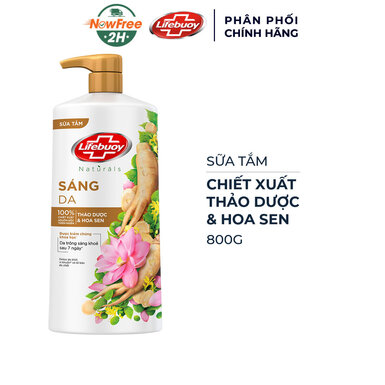 NowFree
2H
Lifebuoy
PHÂN PHỐI
CHÍNH HÃNG
SỮA TẮM
Lifebuoy
Naturals
SÁNG
DA
100%
THẢO DƯỢC
& HOA SEN
Được kiểm chứng
khoa học
Da trông sáng khoẻ
sau 7 ngày
SỮA TẮM
CHIẾT XUẤT
THẢO DƯỢC
& HOA SEN
800G